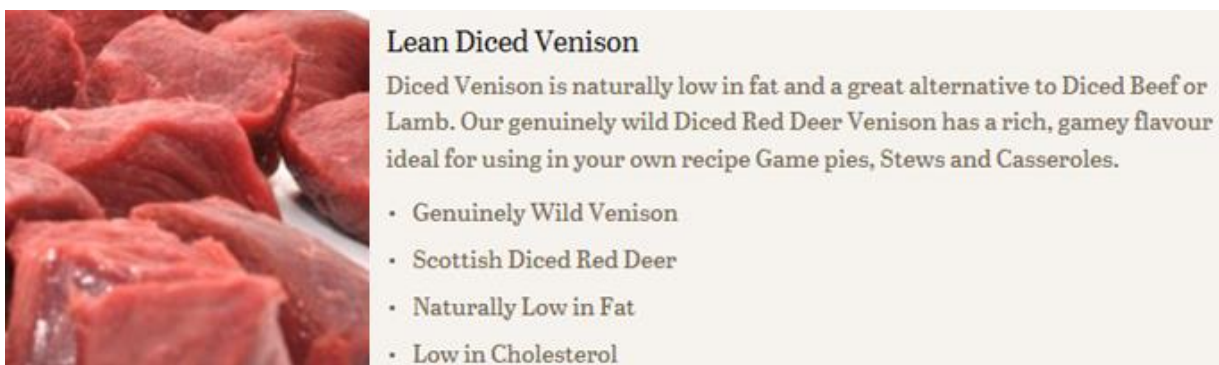 Lean Diced Venison
Diced Venison is naturally low in fat and a great alternative to Diced Beef or
Lamb. Our genuinely wild Diced Red Deer Venison has a rich, gamey flavour
ideal for using in your own recipe Game pies, Stews and Casseroles.
• Genuinely Wild Venison
• Scottish Diced Red Deer
• Naturally Low in Fat
• Low in Cholesterol